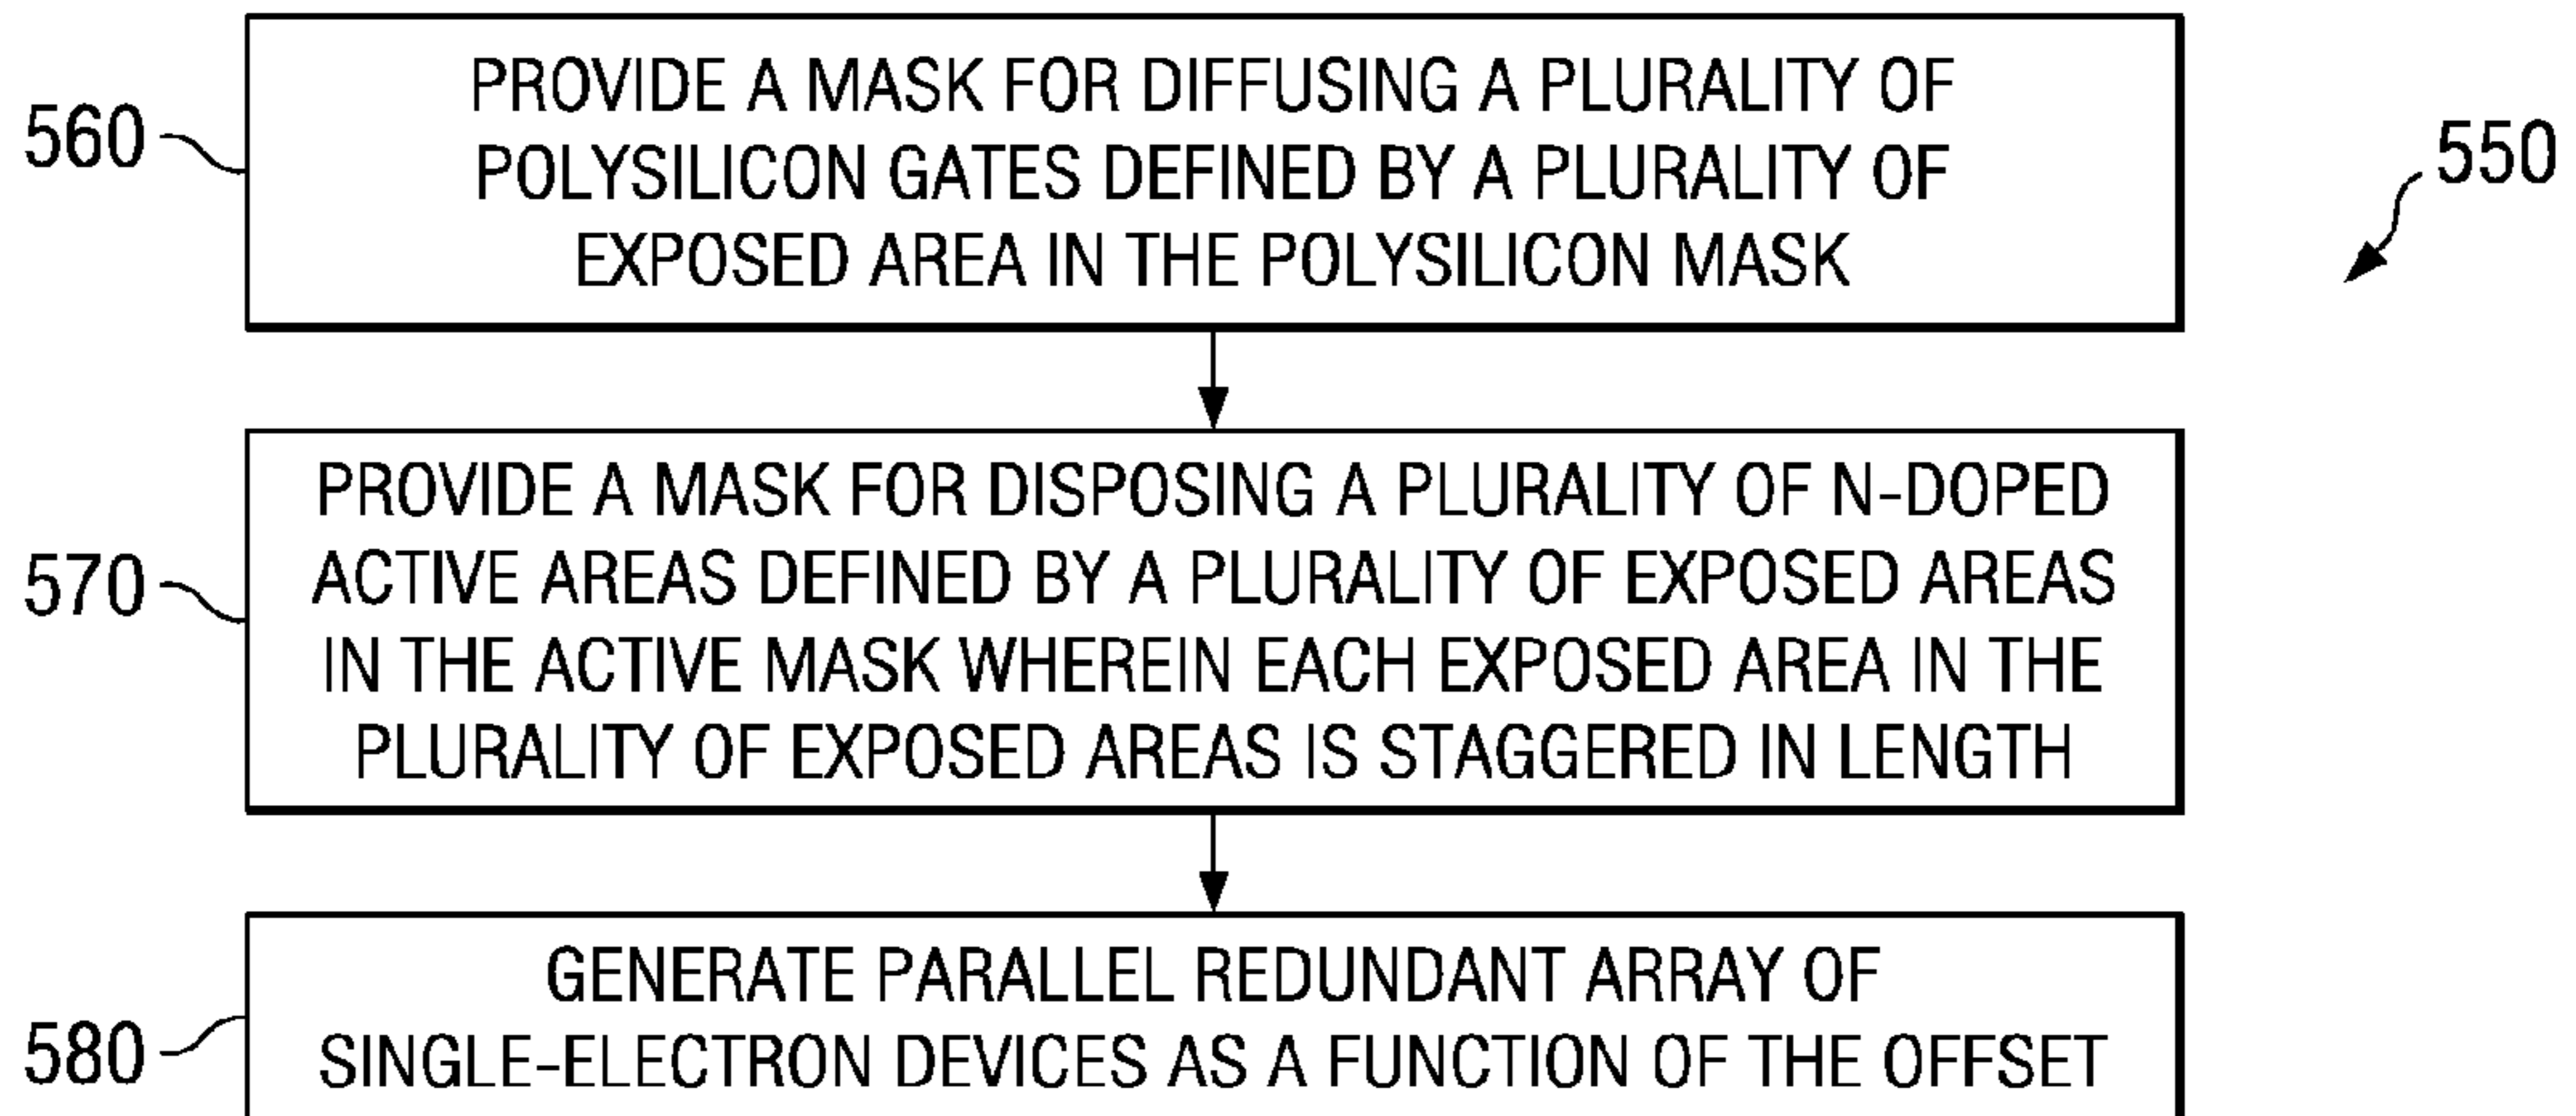 PROVIDE A MASK FOR DIFFUSING A PLURALITY OF
POLYSILICON GATES DEFINED BY A PLURALITY OF
EXPOSED AREA IN THE POLYSILICON MASK
560
550
PROVIDE A MASK FOR DISPOSING A PLURALITY OF N-DOPED
ACTIVE AREAS DEFINED BY A PLURALITY OF EXPOSED AREAS
IN THE ACTIVE MASK WHEREIN EACH EXPOSED AREA IN THE
PLURALITY OF EXPOSED AREAS IS STAGGERED IN LENGTH
570
GENERATE PARALLEL REDUNDANT ARRAY OF
SINGLE-ELECTRON DEVICES AS A FUNCTION OF THE OFFSET
580